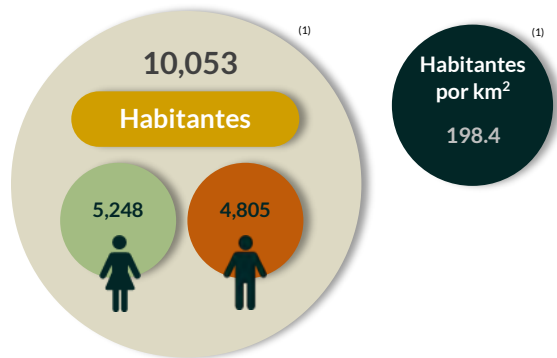 (1)
10,053
Habitantes
5,248
4,805
(1)
Habitantes
por km²
198.4